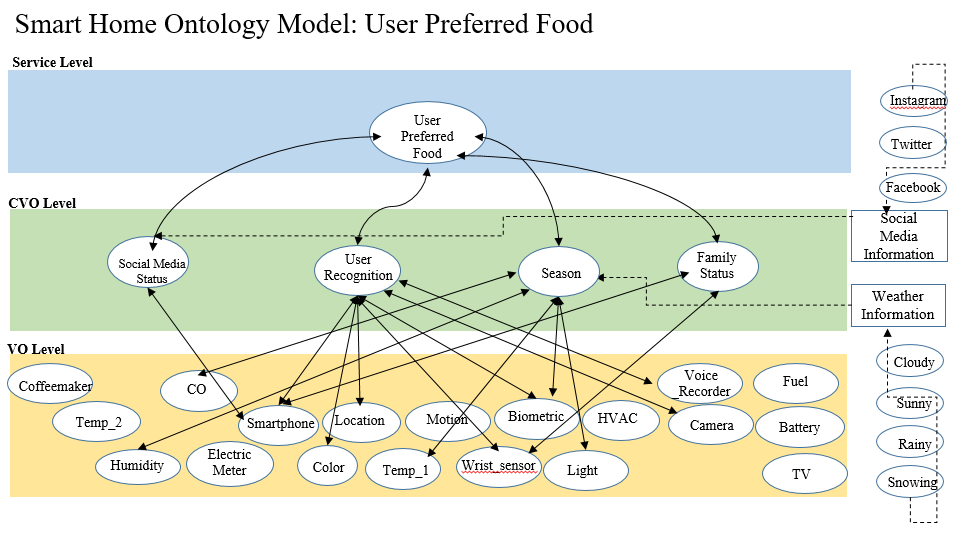 Smart Home Ontology Model: User Preferred Food
Service Level
User
Preferred
Food
Instagram
Twitter
Facebook
CVO Level
Social Media
Status
User
Recognition
Season
Family
Status
Social
Media
Information
Weather
Information
VO Level
Coffeemaker
CO
Voice
_Recorder
Fuel
Cloudy
Temp_2
Smartphone
Location
Motion
Biometric
HVAC
Camera
Battery
Sunny
Humidity
Electric
Meter
Color
Temp_1
Wrist_sensor
Light
TV
Rainy
Snowing